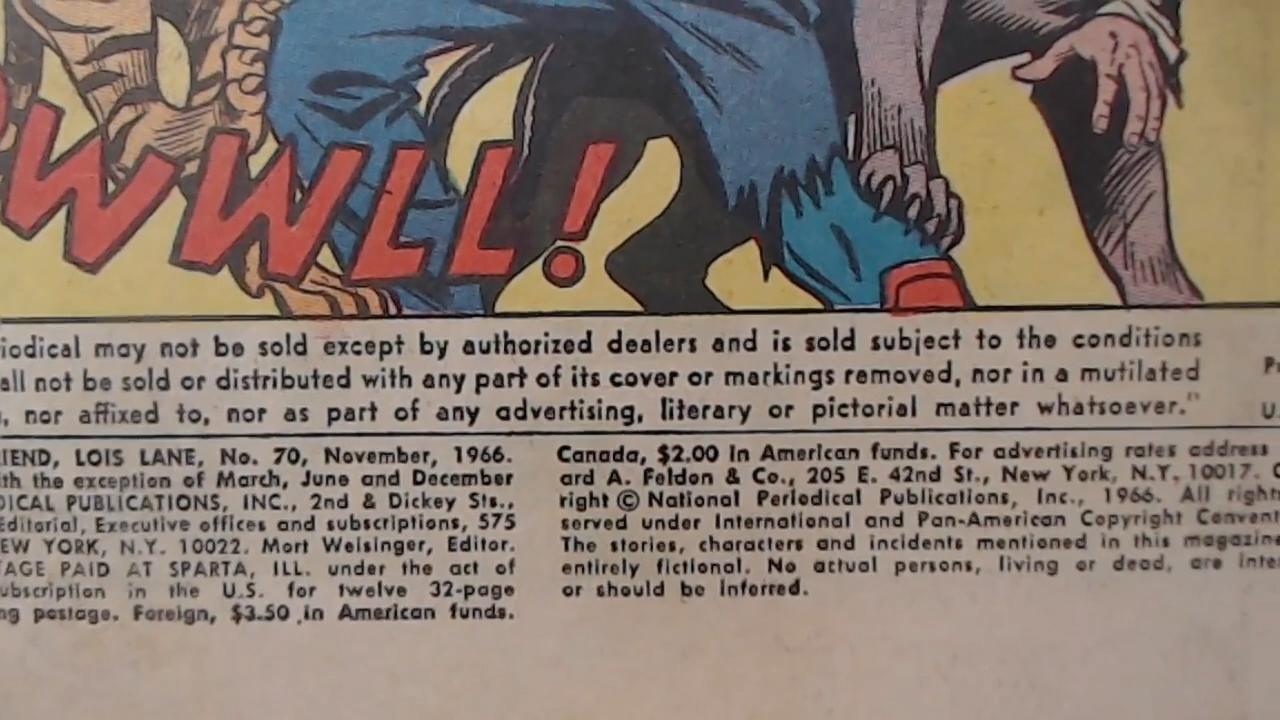 WWLL!
iodical may not be sold except by authorized dealers and is sold subject to the conditions
all not be sold or distributed with any part of its cover or markings removed, nor in a mutilated
, nor affixed to, nor as part of any advertising, literary or pictorial matter whatsoever."
IEND, LOIS LANE, No. 70, November, 1966.
ith the exception of March, June and December
DICAL PUBLICATIONS, INC., 2nd & Dickey Sts.,
Editorial, Executive offices and subscriptions, 575
EW YORK, N.Y. 10022. Mort Weisinger, Editor.
TAGE PAID AT SPARTA, ILL. under the act of
ubscription in the U.S. for twelve 32-page
ng postage. Foreign, $3.50 in American funds.
Canada, $2.00 in American funds. For advertising rates address
ard A. Feldon & Co., 205 E. 42nd St., New York, N.Y. 10017. C
right © National Periodical Publications, Inc., 1966. All right
served under International and Pan-American Copyright Convent
The stories, characters and incidents mentioned in this magazine
entirely fictional. No actual persons, living or dead, are inte
or should be inferred.
P
U